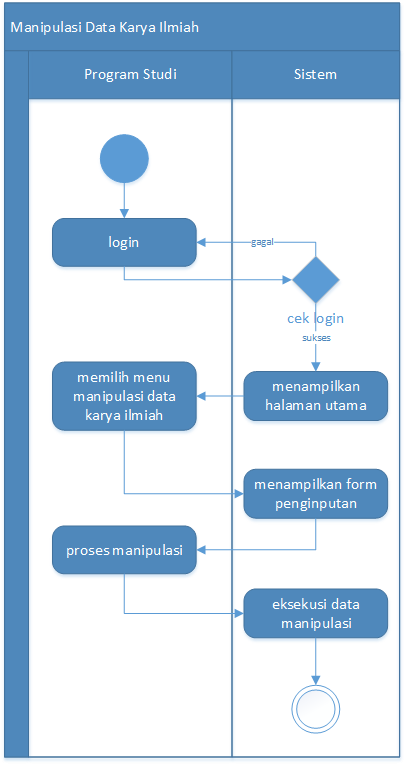 Manipulasi Data Karya Ilmiah
Program Studi
Sistem
login
gagal
cek login
sukses
memilih menu
manipulasi data
karya ilmiah
menampilkan
halaman utama
menampilkan form
penginputan
proses manipulasi
eksekusi data
manipulasi